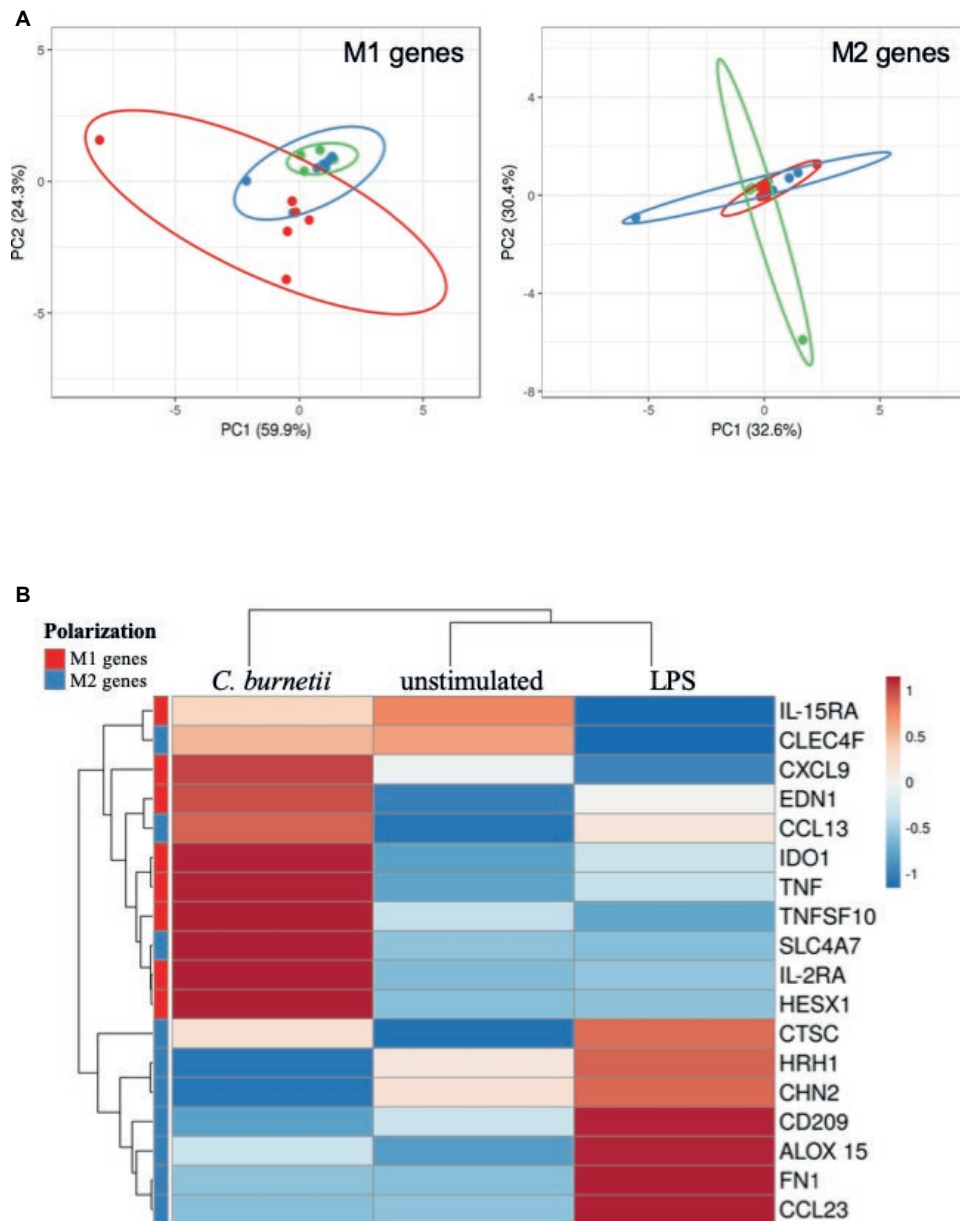 A
M1 genes
5
0
-5
-5
0
5
PC2 (24.3%)
PC1 (59.9%)
M2 genes
4
0
-4
-8
-5
0
5
PC2 (30.4%)
PC1 (32.6%)
B
Polarization
M1 genes
M2 genes
C. burnetii
unstimulated
LPS
1
0.5
0
-0.5
-1
IL-15RA
CLEC4F
CXCL9
EDN1
CCL13
IDO1
TNF
TNFSF10
SLC4A7
IL-2RA
HESX1
CTSC
HRH1
CHN2
CD209
ALOX 15
FN1
CCL23